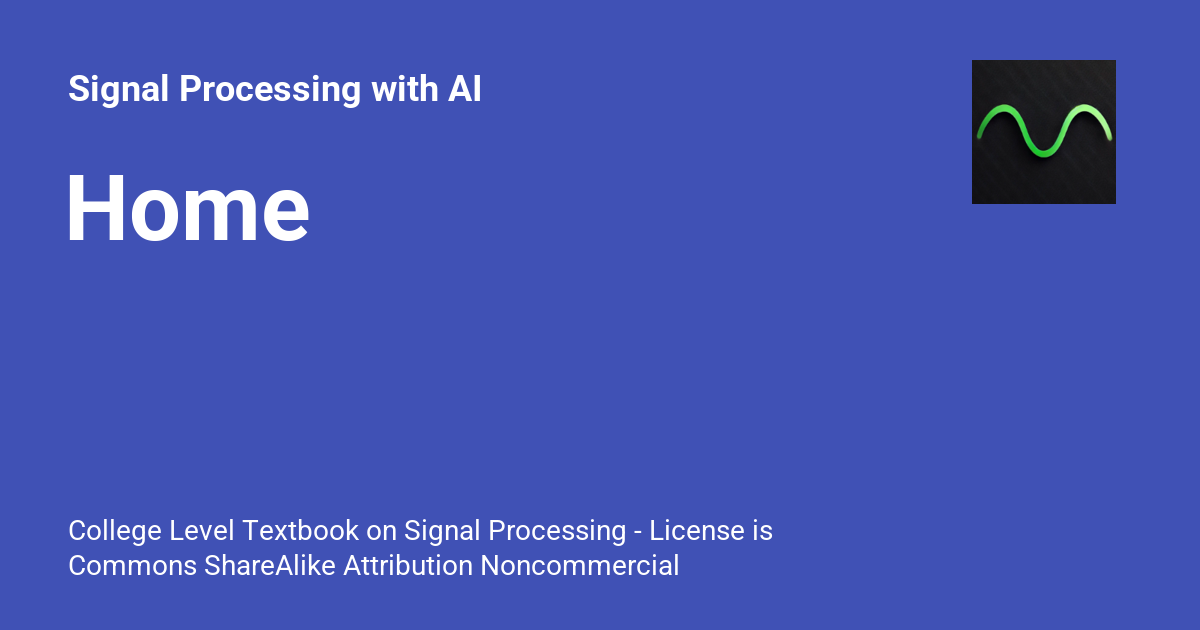 Signal Processing with AI
Home
College Level Textbook on Signal Processing - License is
Commons ShareAlike Attribution Noncommercial